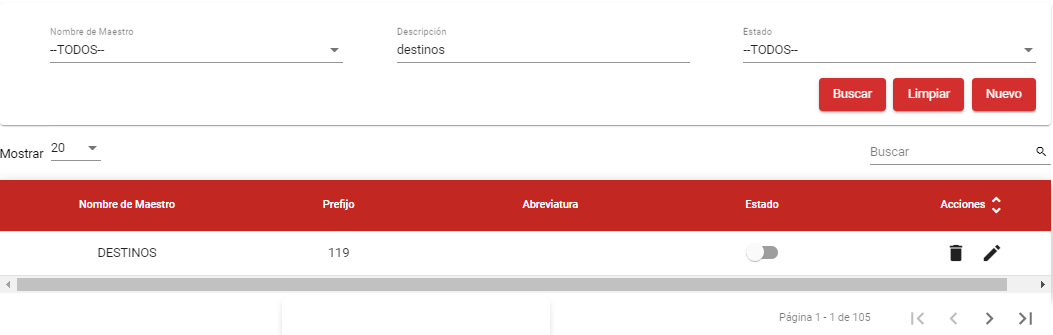 Nombre de Maestro Descripción Estado
--TODOS-- destinos --TODOS--
Buscar Limpiar Nuevo
Mostrar 20 Buscar
Nombre de Maestro Prefijo Abreviatura Estado Acciones
DESTINOS 119
Página 1 - 1 de 105